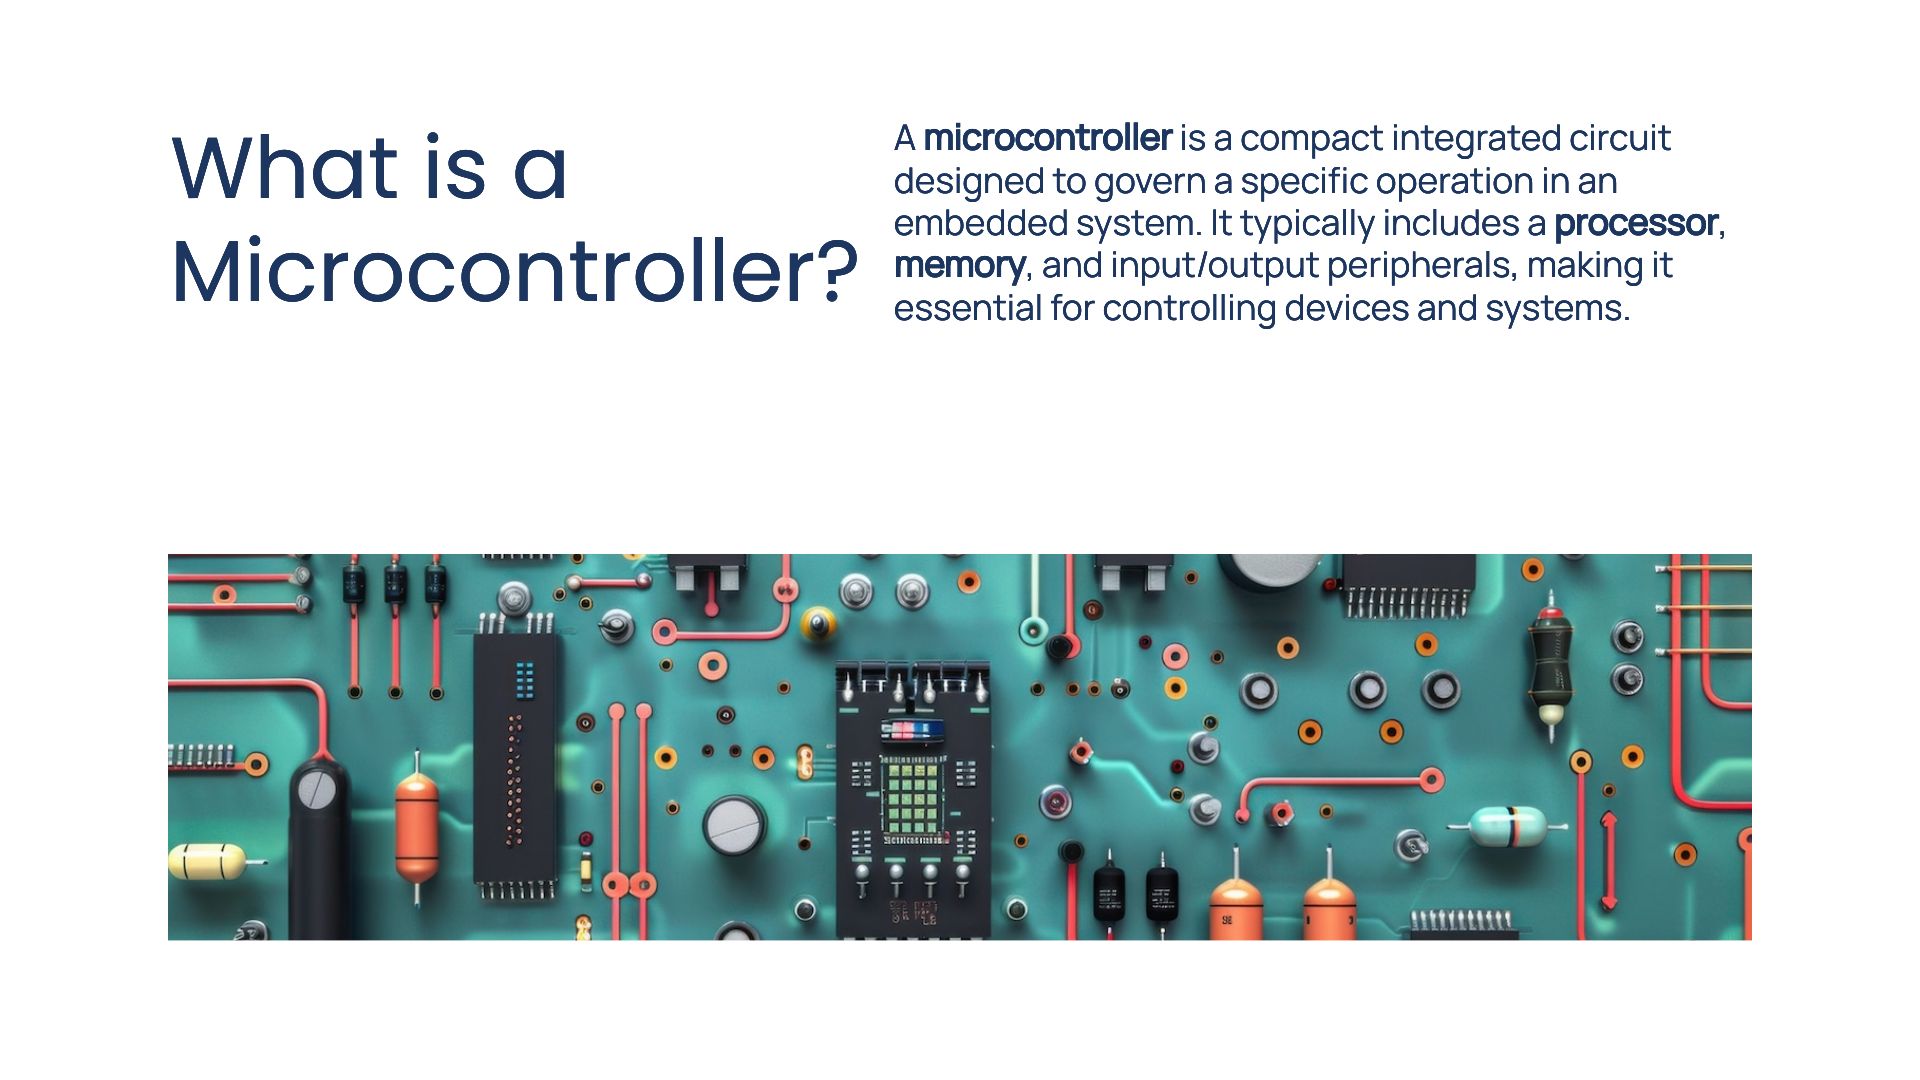 What is a
Microcontroller?
A microcontroller is a compact integrated circuit
designed to govern a specific operation in an
embedded system. It typically includes a processor,
memory, and input/output peripherals, making it
essential for controlling devices and systems.